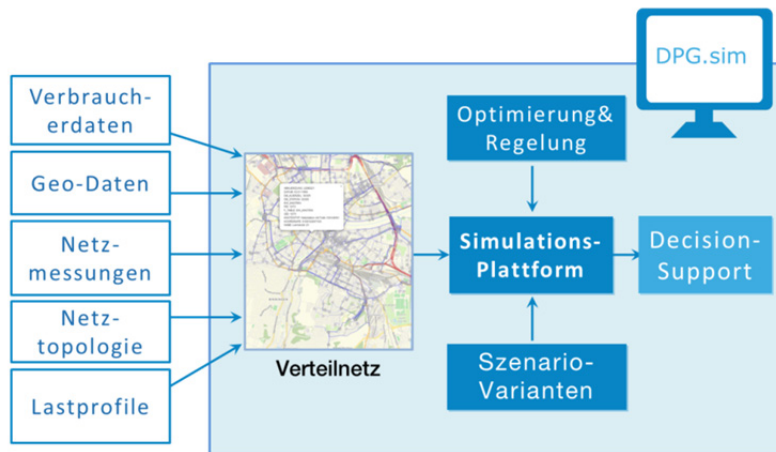 DPG.sim
Verbrauch-
erdaten
Geo-Daten
Netz-
messungen
Netz-
topologie
Lastprofile
Verteilnetz
Optimierung&
Regelung
Simulations-
Plattform
Szenario-
Varianten
Decision-
Support